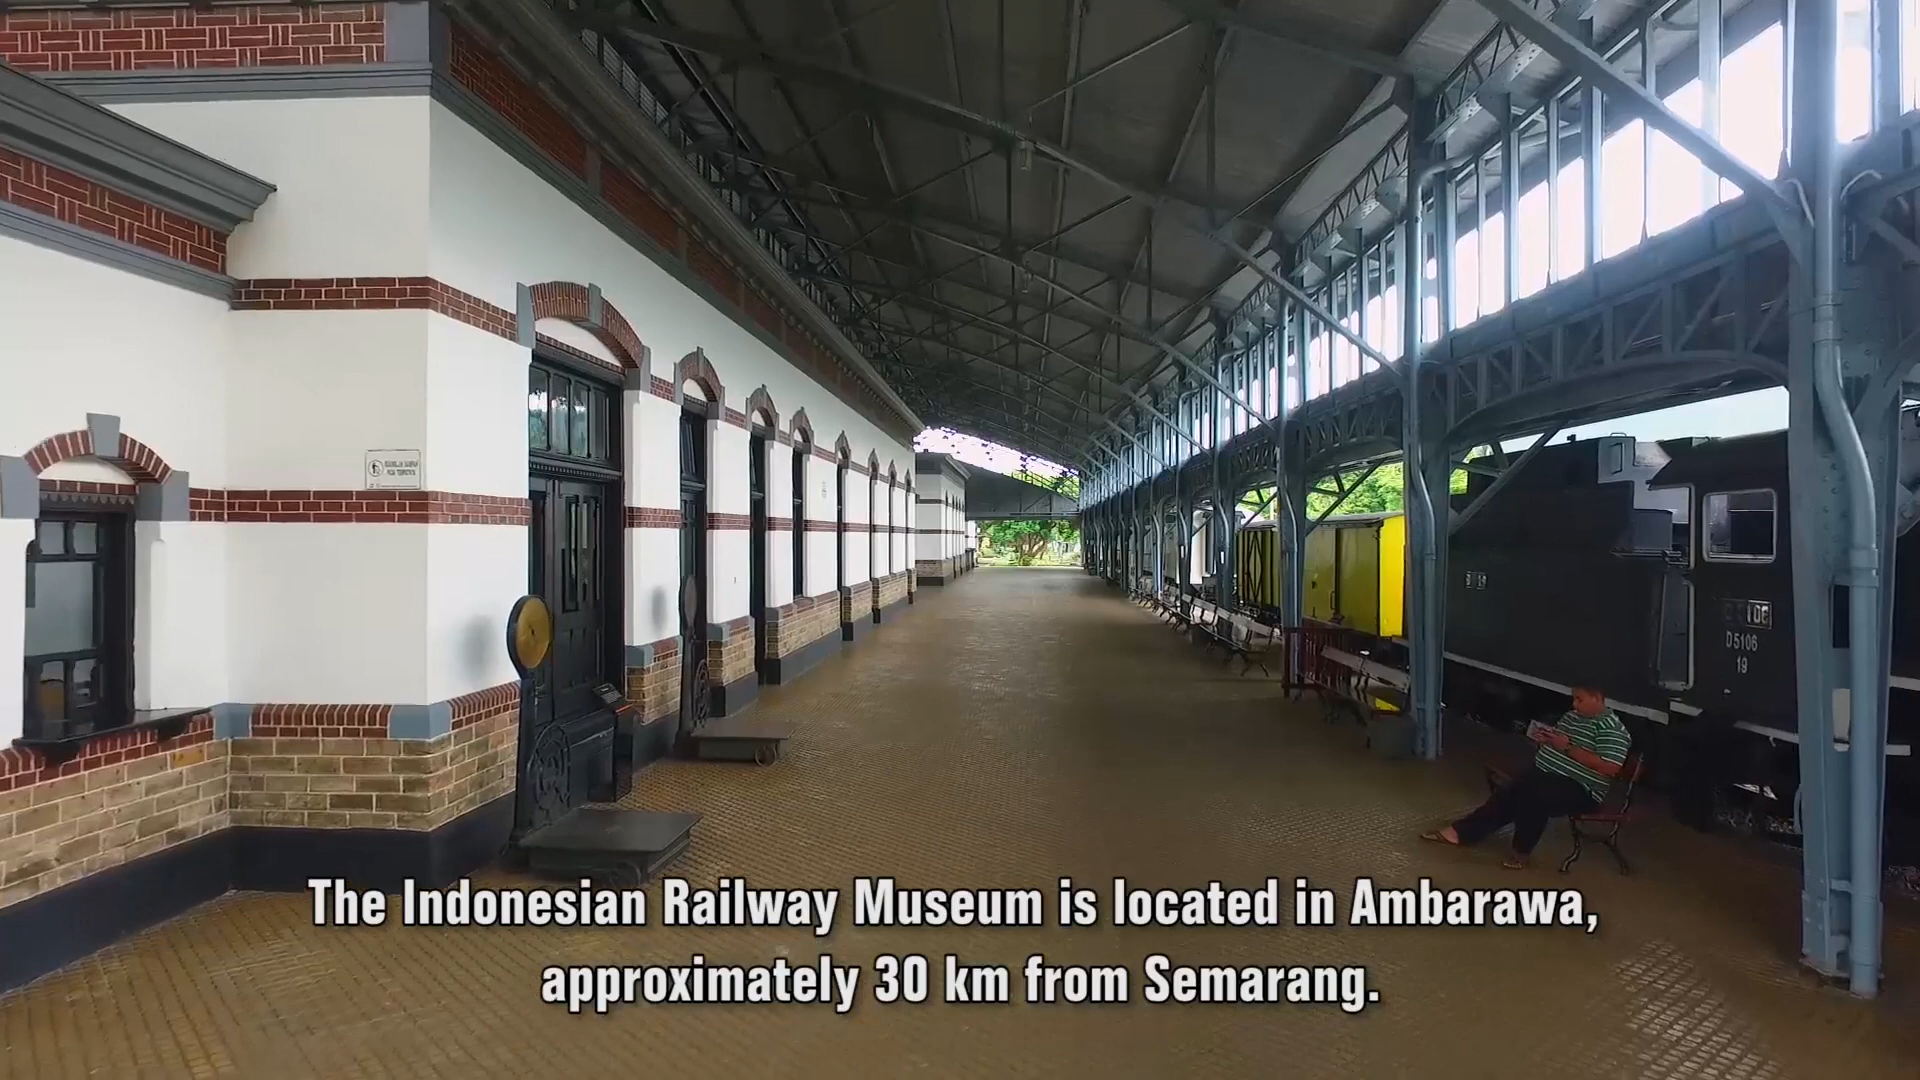 D5106
19
The Indonesian Railway Museum is located in Ambarawa,
approximately 30 km from Semarang.